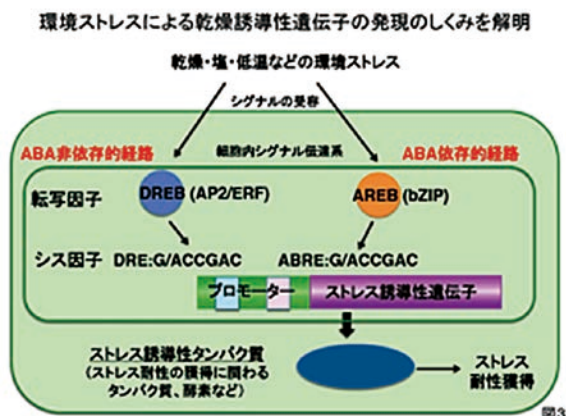 環境ストレスによる乾燥誘導性遺伝子の発現のしくみを解明
乾燥・塩・低温などの環境ストレス
シグナルの受容
ABA非依存的経路
細胞内シグナル伝達系
ABA依存的経路
転写因子
DREB (AP2/ERF)
AREB (bZIP)
シス因子
DRE:G/ACCGAC
ABRE:G/ACCGAC
プロモーター
ストレス誘導性遺伝子
ストレス誘導性タンパク質
(ストレス耐性の獲得に関わる
タンパク質、酵素など)
ストレス
耐性獲得
図3